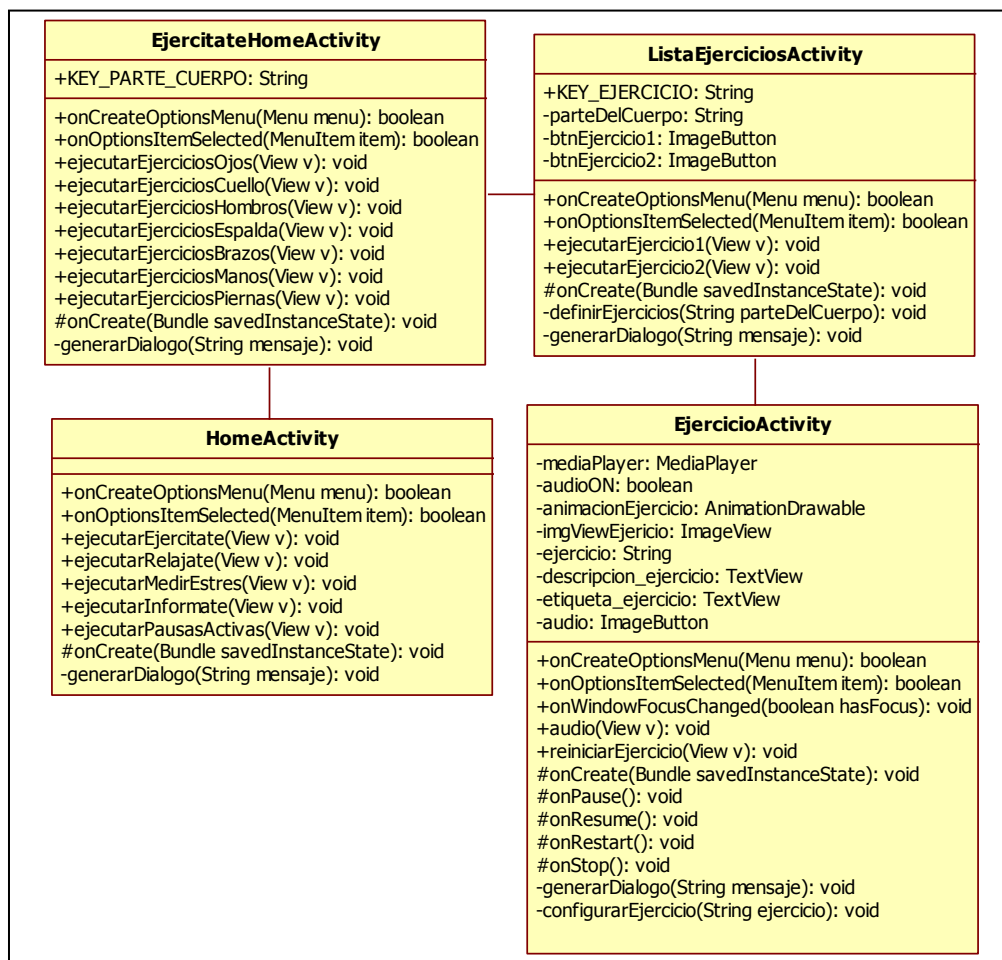 EjercitateHomeActivity
+KEY_PARTE_CUERPO: String
+onCreateOptionsMenu(Menu menu): boolean
+onOptionsItemSelected(MenuItem item): boolean
+ejecutarEjerciciosOjos(View v): void
+ejecutarEjerciciosCuello(View v): void
+ejecutarEjerciciosHombros(View v): void
+ejecutarEjerciciosEspalda(View v): void
+ejecutarEjerciciosBrazos(View v): void
+ejecutarEjerciciosManos(View v): void
+ejecutarEjerciciosPiernas(View v): void
#onCreate(Bundle savedInstanceState): void
-generarDialogo(String mensaje): void
ListaEjerciciosActivity
+KEY_EJERCICIO: String
-parteDelCuerpo: String
-btnEjercicio1: ImageButton
-btnEjercicio2: ImageButton
+onCreateOptionsMenu(Menu menu): boolean
+onOptionsItemSelected(MenuItem item): boolean
+ejecutarEjercicio1(View v): void
+ejecutarEjercicio2(View v): void
#onCreate(Bundle savedInstanceState): void
-definirEjercicios(String parteDelCuerpo): void
-generarDialogo(String mensaje): void
HomeActivity
+onCreateOptionsMenu(Menu menu): boolean
+onOptionsItemSelected(MenuItem item): boolean
+ejecutarEjercitate(View v): void
+ejecutarRelajate(View v): void
+ejecutarMedirEstres(View v): void
+ejecutarInformate(View v): void
+ejecutarPausasActivas(View v): void
#onCreate(Bundle savedInstanceState): void
-generarDialogo(String mensaje): void
EjercicioActivity
-mediaPlayer: MediaPlayer
-audioON: boolean
-animacionEjercicio: AnimationDrawable
-imgViewEjericio: ImageView
-ejercicio: String
-descripcion_ejercicio: TextView
-etiqueta_ejercicio: TextView
-audio: ImageButton
+onCreateOptionsMenu(Menu menu): boolean
+onOptionsItemSelected(MenuItem item): boolean
+onWindowFocusChanged(boolean hasFocus): void
+audio(View v): void
+reiniciarEjercicio(View v): void
#onCreate(Bundle savedInstanceState): void
#onPause(): void
#onResume(): void
#onRestart(): void
#onStop(): void
-generarDialogo(String mensaje): void
-configurarEjercicio(String ejercicio): void